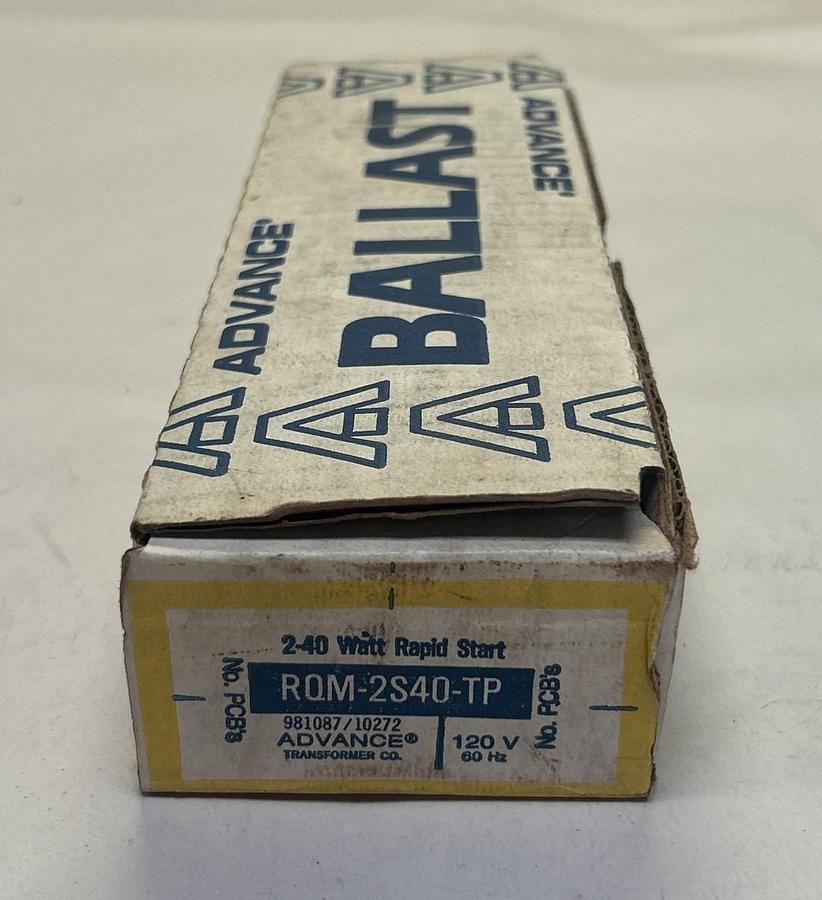 ADVANCE®
BALLAST
ADVANCE®
2-40 Watt Rapid Start
No. PCB's
RQM-2S40-TP
No. PCB's
981087/10272
ADVANCE®
TRANSFORMER CO.
120 V
60 Hz